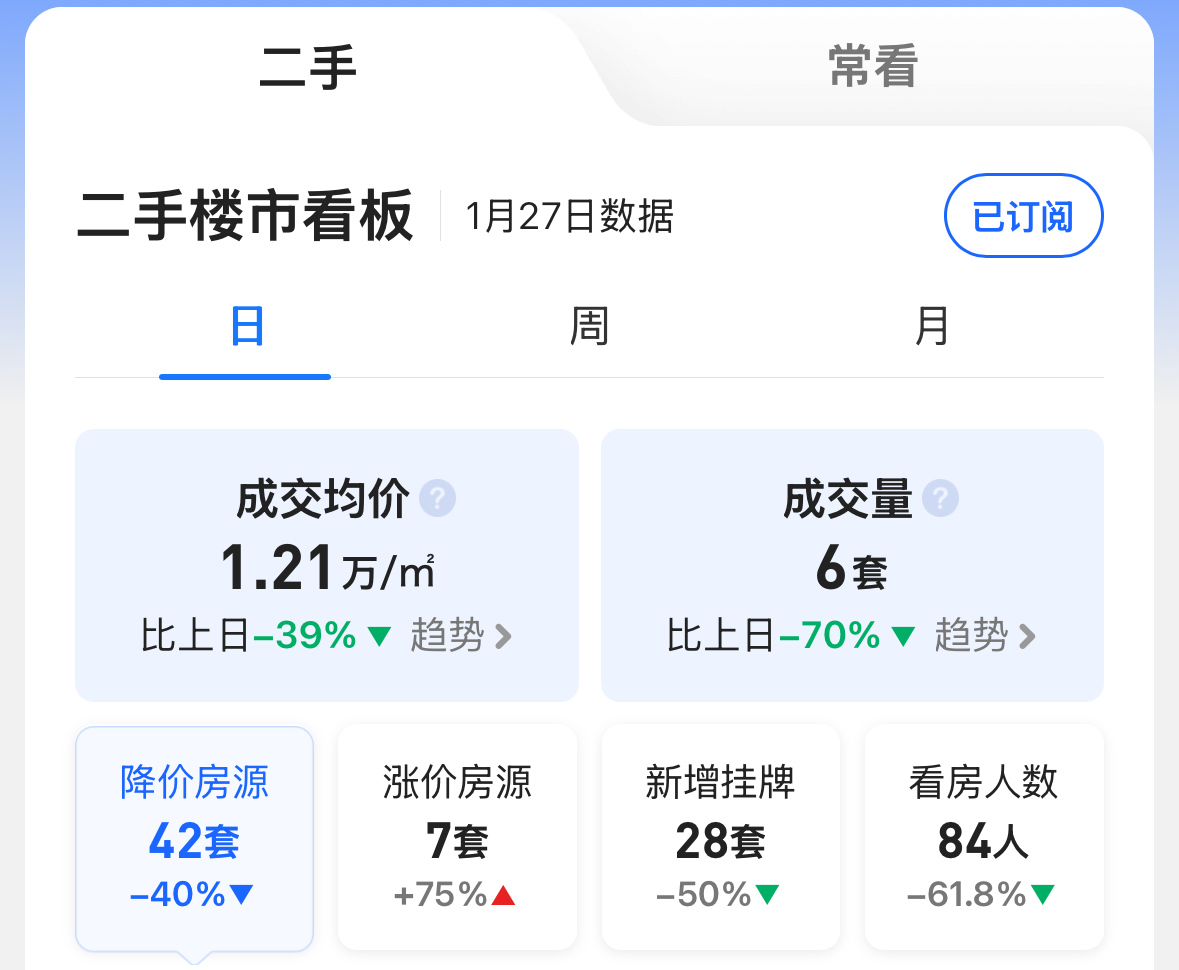 二手
常看
二手楼市看板
1月27日数据
已订阅
日
周
月
成交均价 ?
1.21万/㎡
比上日-39%▼ 趋势 >
成交量 ?
6套
比上日-70%▼ 趋势 >
降价房源
42套
-40%▼
涨价房源
7套
+75%▲
新增挂牌
28套
-50%▼
看房人数
84人
-61.8%▼